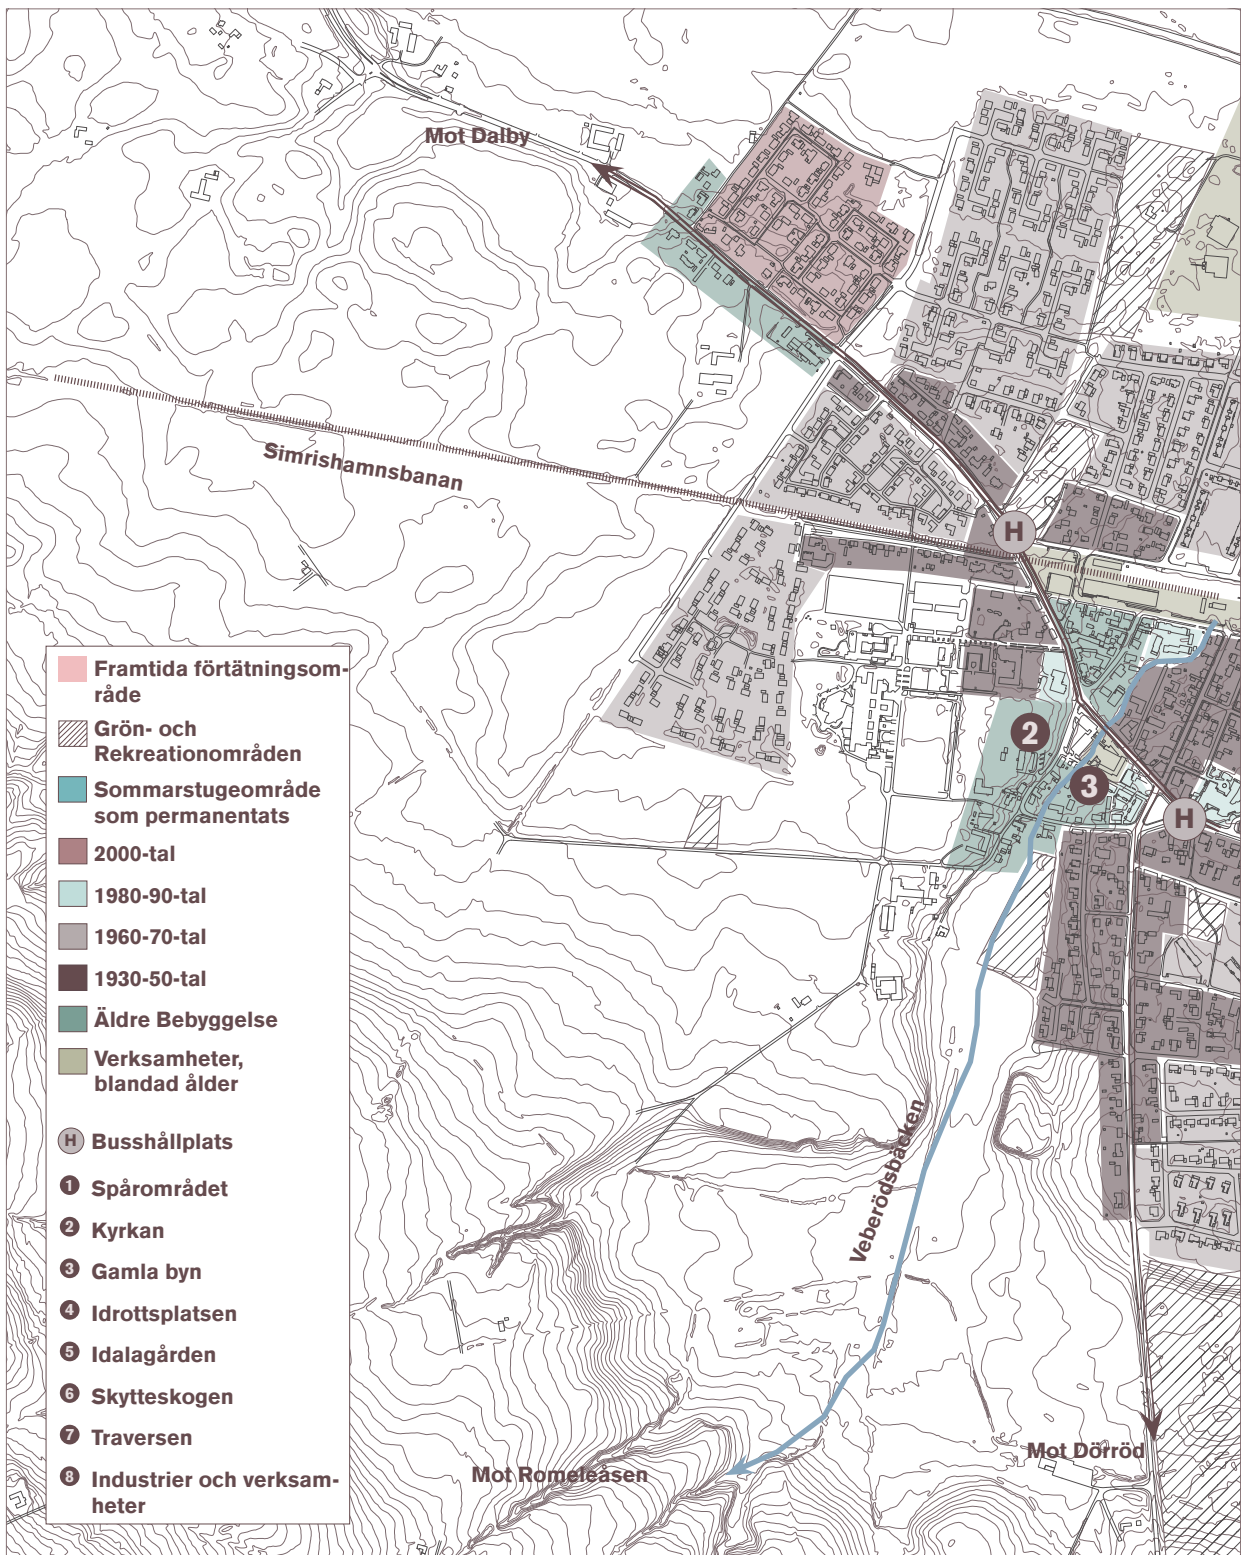 Mot Dalby
Simrishamnsbanan
H
2
3
H
Framtida förtätningsom-
råde
Grön- och
Rekreationområden
Sommarstugeområde
som permanentats
2000-tal
1980-90-tal
1960-70-tal
1930-50-tal
Äldre Bebyggelse
Verksamheter,
blandad ålder
H Busshållplats
1 Spårområdet
2 Kyrkan
3 Gamla byn
4 Idrottsplatsen
5 Idalagården
6 Skytteskogen
7 Traversen
8 Industrier och verksam-
heter
Veberödsbäcken
Mot Romeleåsen
Mot Dörröd